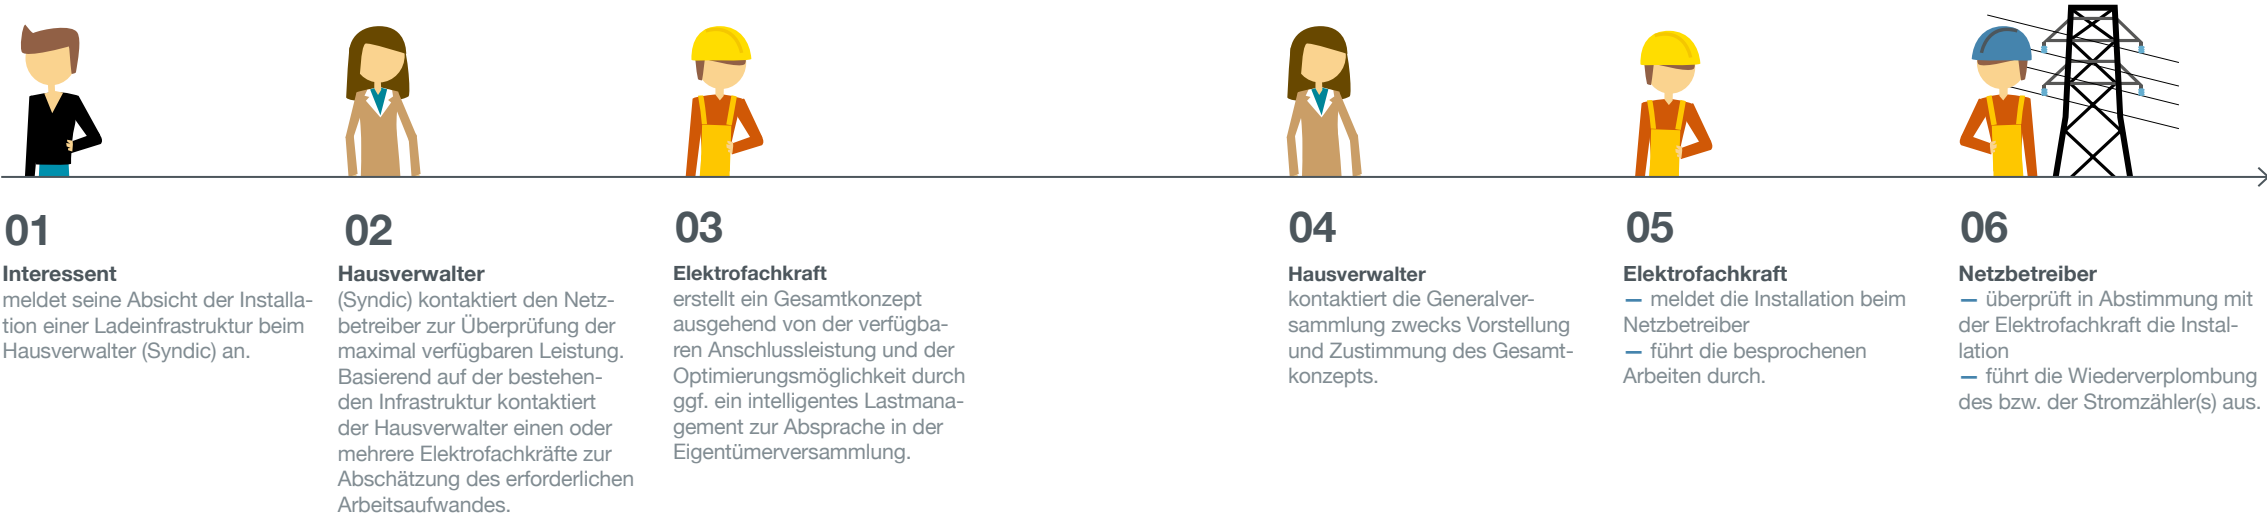 01
Interessent
meldet seine Absicht der Installa-
tion einer Ladeinfrastruktur beim
Hausverwalter (Syndic) an.
02
Hausverwalter
(Syndic) kontaktiert den Netz-
betreiber zur Überprüfung der
maximal verfügbaren Leistung.
Basierend auf der bestehen-
den Infrastruktur kontaktiert
der Hausverwalter einen oder
mehrere Elektrofachkräfte zur
Abschätzung des erforderlichen
Arbeitsaufwandes.
03
Elektrofachkraft
erstellt ein Gesamtkonzept
ausgehend von der verfügba-
ren Anschlussleistung und der
Optimierungsmöglichkeit durch
ggf. ein intelligentes Lastmana-
gement zur Absprache in der
Eigentümerversammlung.
04
Hausverwalter
kontaktiert die Generalver-
sammlung zwecks Vorstellung
und Zustimmung des Gesamt-
konzepts.
05
Elektrofachkraft
— meldet die Installation beim
Netzbetreiber
— führt die besprochenen
Arbeiten durch.
06
Netzbetreiber
— überprüft in Abstimmung mit
der Elektrofachkraft die Instal-
lation
— führt die Wiederverplombung
des bzw. der Stromzähler(s) aus.